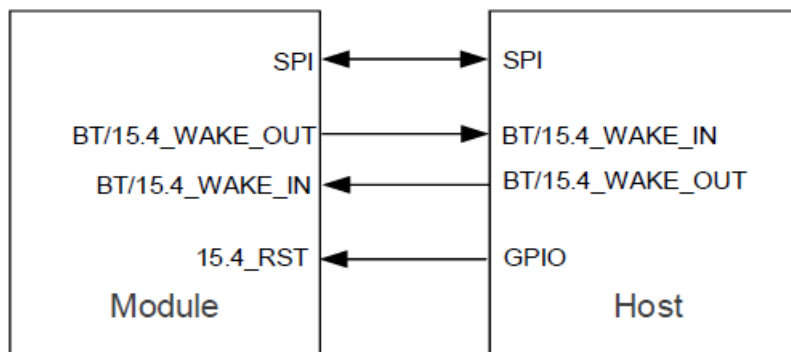 SPI SPI
BT/15.4_WAKE_OUT BT/15.4_WAKE_IN
BT/15.4_WAKE_IN BT/15.4_WAKE_OUT
15.4_RST GPIO
Module Host